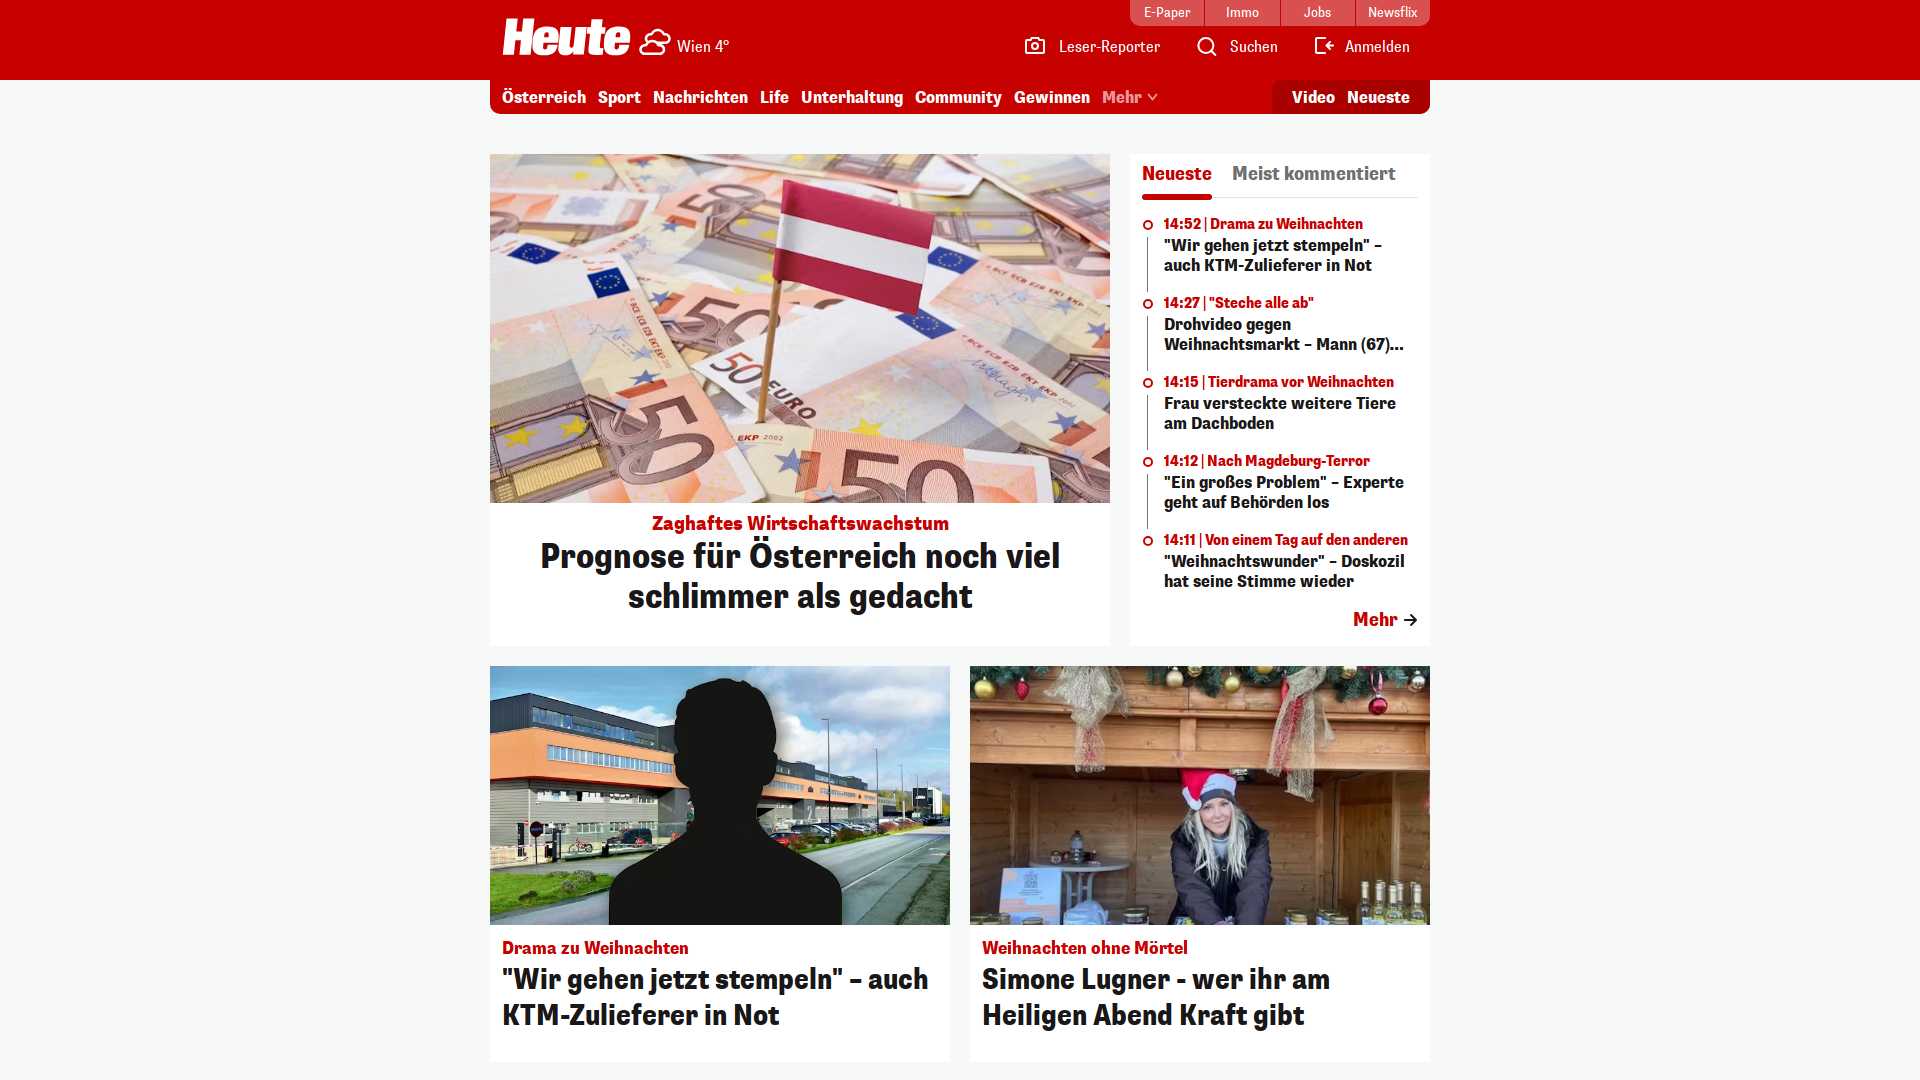 E-Paper
Immo
Jobs
Newsflix
Heute
Wien 4°
Leser-Reporter
Suchen
Anmelden
Österreich
Sport
Nachrichten
Life
Unterhaltung
Community
Gewinnen
Mehr
Video
Neueste
50
EURO
EKP 2002
50
50
Zaghaftes Wirtschaftswachstum
Prognose für Österreich noch viel
schlimmer als gedacht
Neueste
Meist kommentiert
14:52 | Drama zu Weihnachten
"Wir gehen jetzt stempeln" –
auch KTM-Zulieferer in Not
14:27 | "Steche alle ab"
Drohvideo gegen
Weihnachtsmarkt – Mann (67)...
14:15 | Tierdrama vor Weihnachten
Frau versteckte weitere Tiere
am Dachboden
14:12 | Nach Magdeburg-Terror
"Ein großes Problem" – Experte
geht auf Behörden los
14:11 | Von einem Tag auf den anderen
"Weihnachtswunder" – Doskozil
hat seine Stimme wieder
Mehr
Drama zu Weihnachten
"Wir gehen jetzt stempeln" – auch
KTM-Zulieferer in Not
Weihnachten ohne Mörtel
Simone Lugner - wer ihr am
Heiligen Abend Kraft gibt